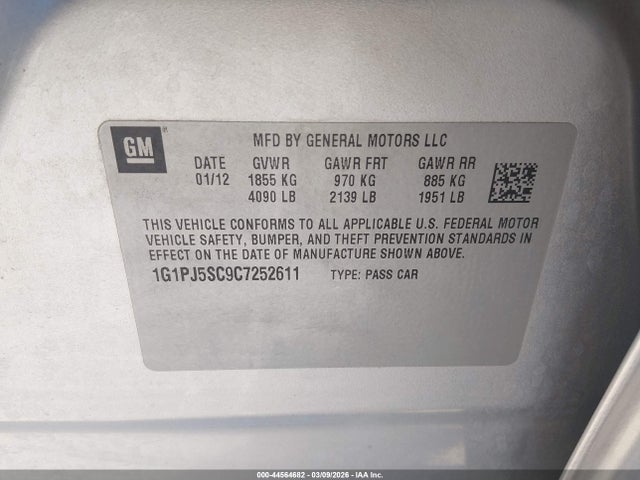 GM
MFD BY GENERAL MOTORS LLC
DATE GVWR GAWR FRT GAWR RR
01/12 1855 KG 970 KG 885 KG
4090 LB 2139 LB 1951 LB
THIS VEHICLE CONFORMS TO ALL APPLICABLE U.S. FEDERAL MOTOR
VEHICLE SAFETY, BUMPER, AND THEFT PREVENTION STANDARDS IN
EFFECT ON THE DATE OF MANUFACTURE SHOWN ABOVE.
1G1PJ5SC9C7252611 TYPE: PASS CAR
000-44564682 - 03/09/2026 - IAA Inc.